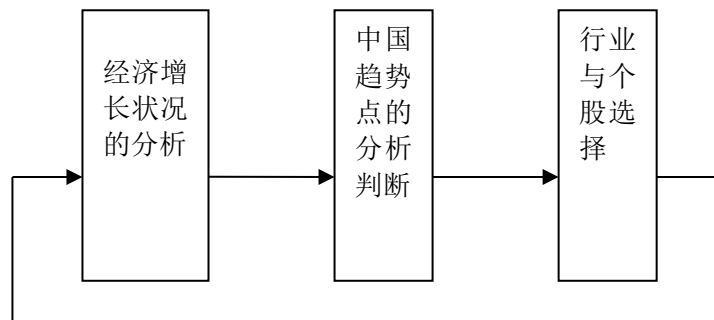 经济增
长状况
的分析
中国
趋势
点的
分析
判断
行业
与个
股选
择